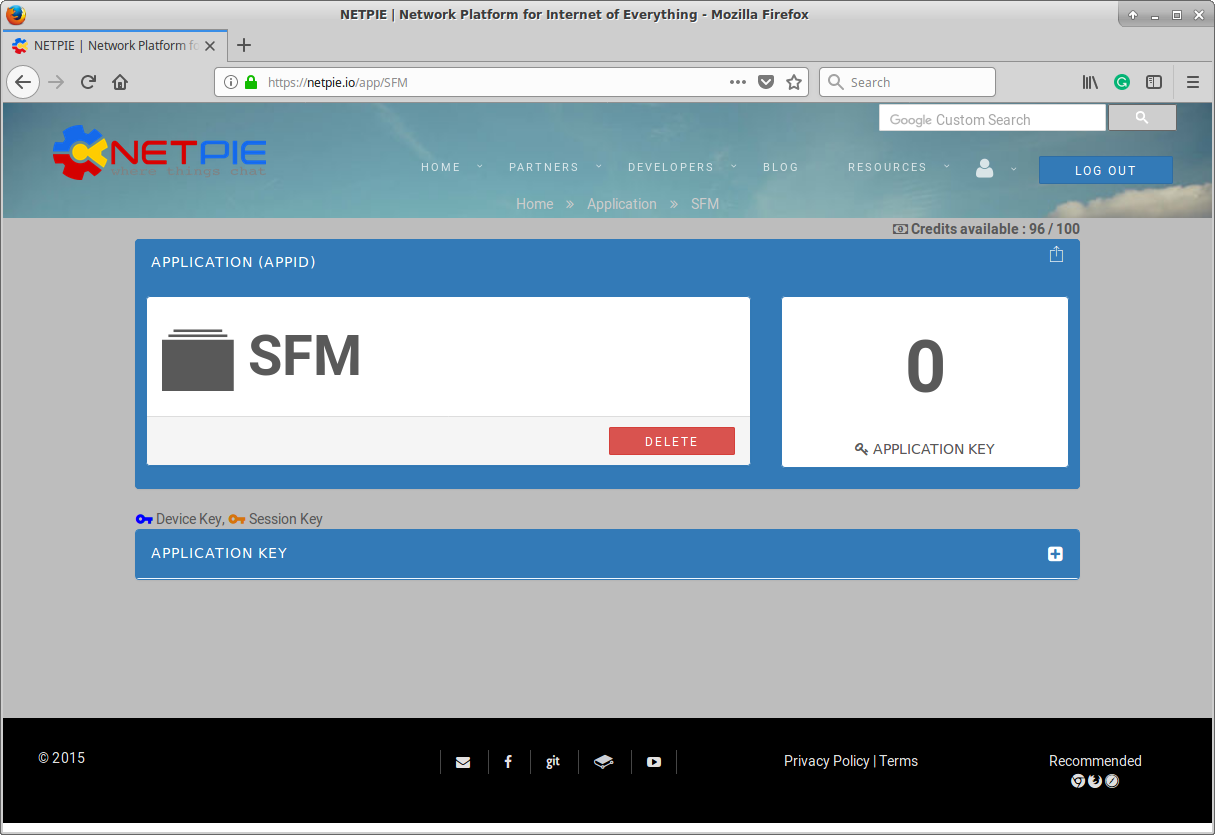 NETPIE | Network Platform for Internet of Everything - Mozilla Firefox
NETPIE | Network Platform fo
https://netpie.io/app/SFM
Search
Google Custom Search
NETPIE
where things chat
HOME
PARTNERS
DEVELOPERS
BLOG
RESOURCES
LOG OUT
Home » Application » SFM
Credits available : 96 / 100
APPLICATION (APPID)
SFM
DELETE
0
APPLICATION KEY
Device Key, Session Key
APPLICATION KEY
© 2015
git
Privacy Policy | Terms
Recommended